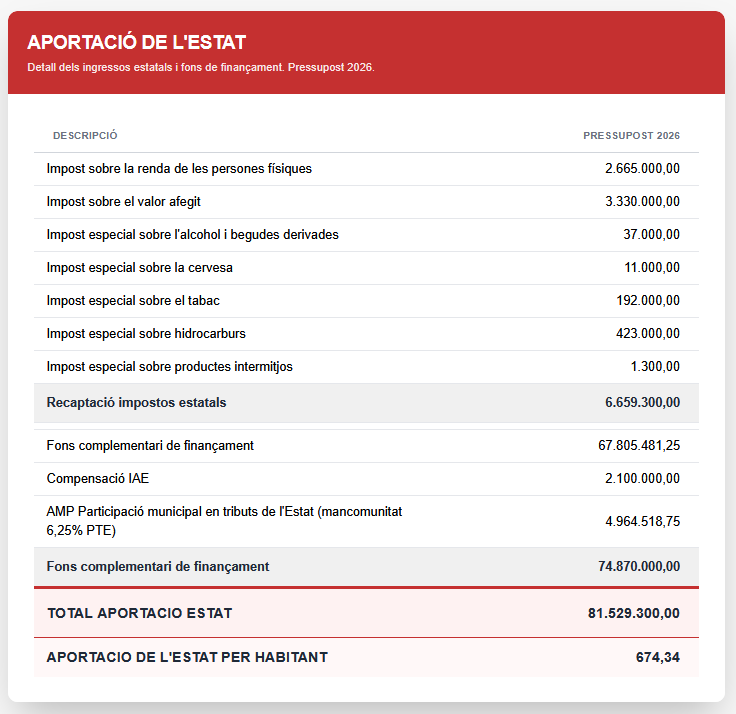 APORTACIÓ DE L'ESTAT
Detall dels ingressos estatals i fons de finançament. Pressupost 2026.
DESCRIPCIÓ PRESSUPOST 2026
Impost sobre la renda de les persones físiques 2.665.000,00
Impost sobre el valor afegit 3.330.000,00
Impost especial sobre l'alcohol i begudes derivades 37.000,00
Impost especial sobre la cervesa 11.000,00
Impost especial sobre el tabac 192.000,00
Impost especial sobre hidrocarburs 423.000,00
Impost especial sobre productes intermitjos 1.300,00
Recaptació impostos estatals 6.659.300,00
Fons complementari de finançament 67.805.481,25
Compensació IAE 2.100.000,00
AMP Participació municipal en tributs de l'Estat (mancomunitat
6,25% PTE) 4.964.518,75
Fons complementari de finançament 74.870.000,00
TOTAL APORTACIO ESTAT 81.529.300,00
APORTACIO DE L'ESTAT PER HABITANT 674,34